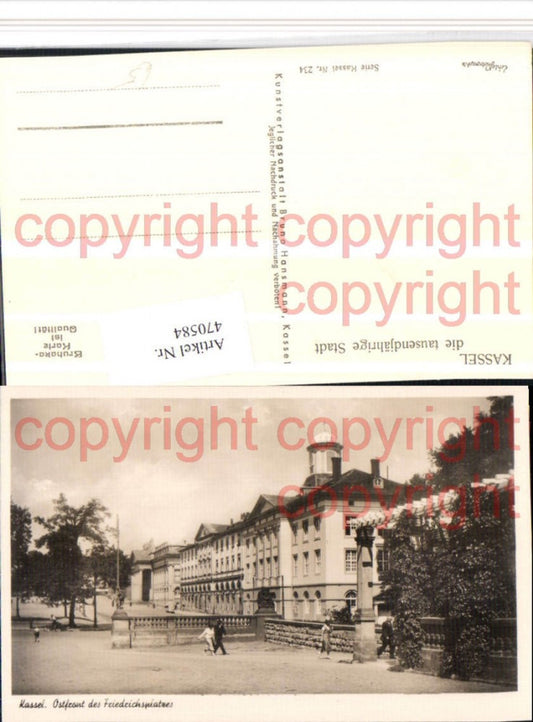 KASSEL
die tausendjährige Stadt
Serie Kassel Nr. 234
Kunstverlagsanstalt Bruno Hansmann, Kassel
Jeglicher Nachdruck und Nachahmung verboten!
Bruhaka-
Karte
ist
Qualität!
Artikel Nr.
470584
copyright copyright
copyright
copyright copyright
copyright
Kassel. Ostfront des Friedrichsplatzes